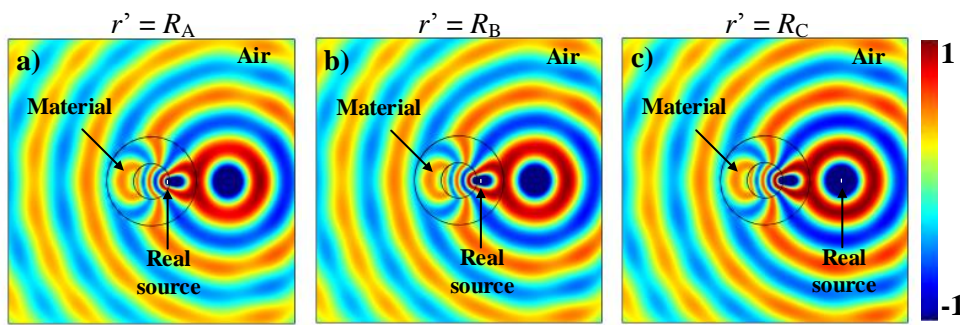 r’ = R_A
r’ = R_B
r’ = R_C
a)
Air
Material
Real
source
b)
Air
Material
Real
source
c)
Air
Material
Real
source
1
-1